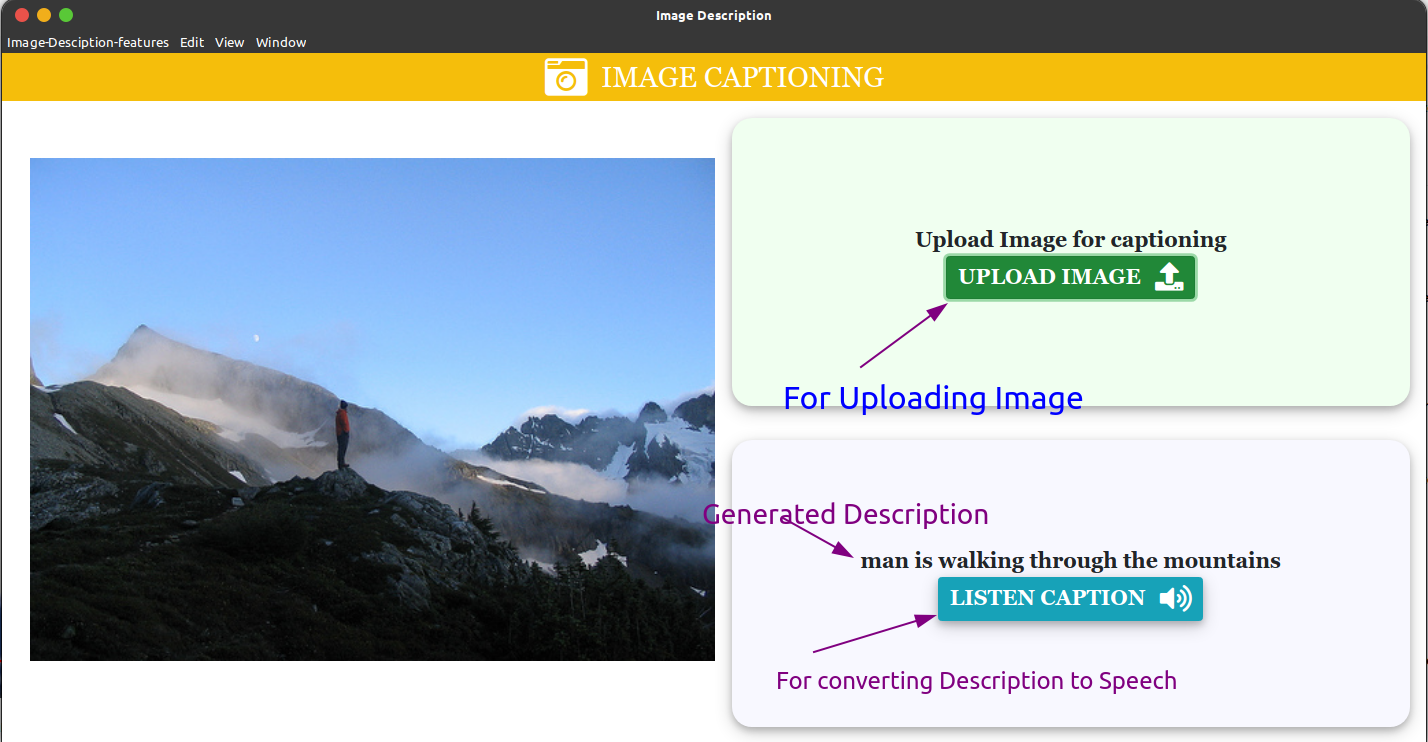 Image Description
Image-Desciption-features Edit View Window
IMAGE CAPTIONING
Upload Image for captioning
UPLOAD IMAGE
For Uploading Image
Generated Description
man is walking through the mountains
LISTEN CAPTION
For converting Description to Speech